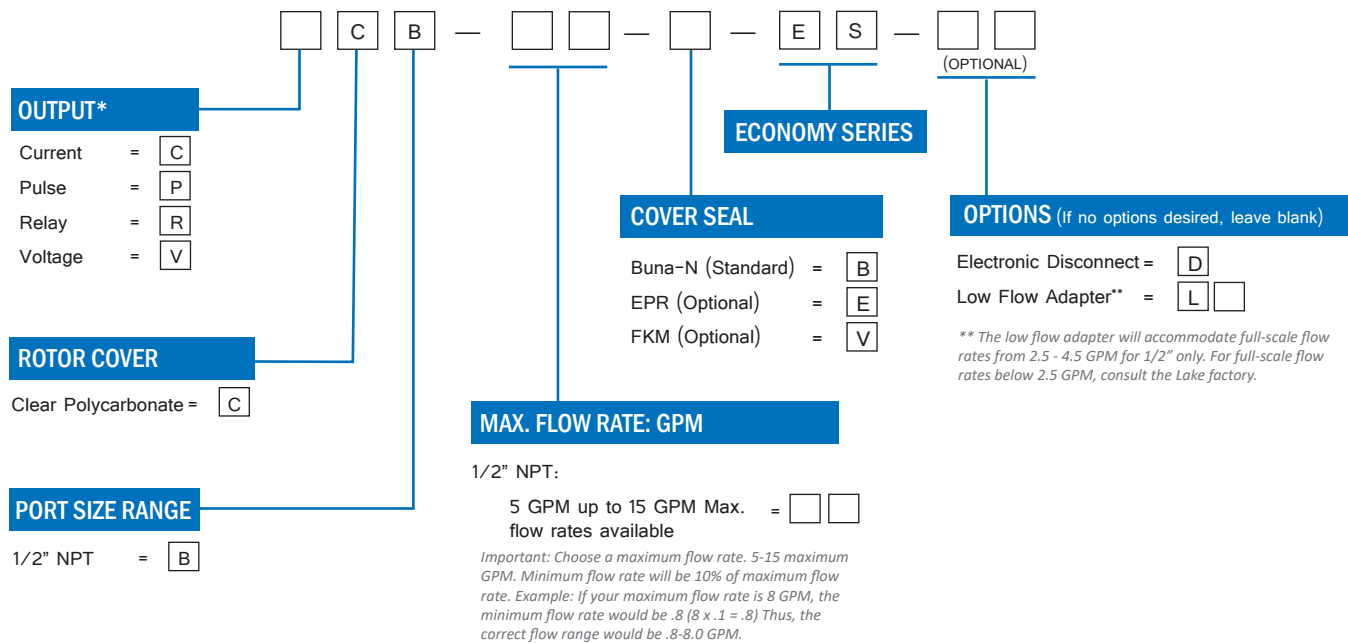 C B — — — E S —
(OPTIONAL)
OUTPUT*
Current = C
Pulse = P
Relay = R
Voltage = V
ROTOR COVER
Clear Polycarbonate = C
PORT SIZE RANGE
1/2” NPT = B
MAX. FLOW RATE: GPM
1/2” NPT:
5 GPM up to 15 GPM Max. =
flow rates available
Important: Choose a maximum flow rate. 5-15 maximum
GPM. Minimum flow rate will be 10% of maximum flow
rate. Example: If your maximum flow rate is 8 GPM, the
minimum flow rate would be .8 (8 x .1 = .8) Thus, the
correct flow range would be .8-8.0 GPM.
COVER SEAL
Buna-N (Standard) = B
EPR (Optional) = E
FKM (Optional) = V
ECONOMY SERIES
OPTIONS (If no options desired, leave blank)
Electronic Disconnect = D
Low Flow Adapter** = L
** The low flow adapter will accommodate full-scale flow
rates from 2.5 - 4.5 GPM for 1/2” only. For full-scale flow
rates below 2.5 GPM, consult the Lake factory.